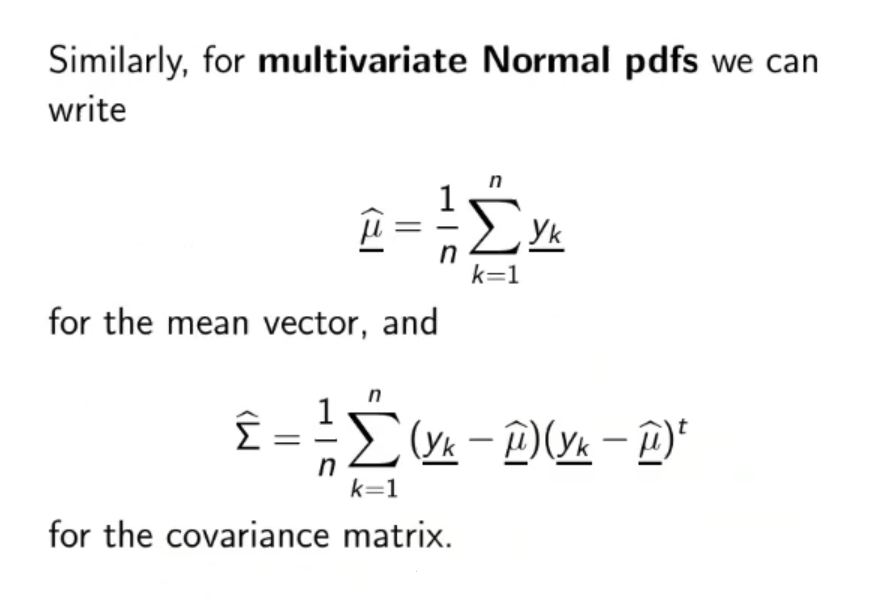 Similarly, for multivariate Normal pdfs we can
write
$\widehat{\underline{\mu}} = \frac{1}{n} \sum_{k=1}^{n} \underline{y_k}$
for the mean vector, and
$\widehat{\Sigma} = \frac{1}{n} \sum_{k=1}^{n} (\underline{y_k} - \widehat{\underline{\mu}})(\underline{y_k} - \widehat{\underline{\mu}})^t$
for the covariance matrix.